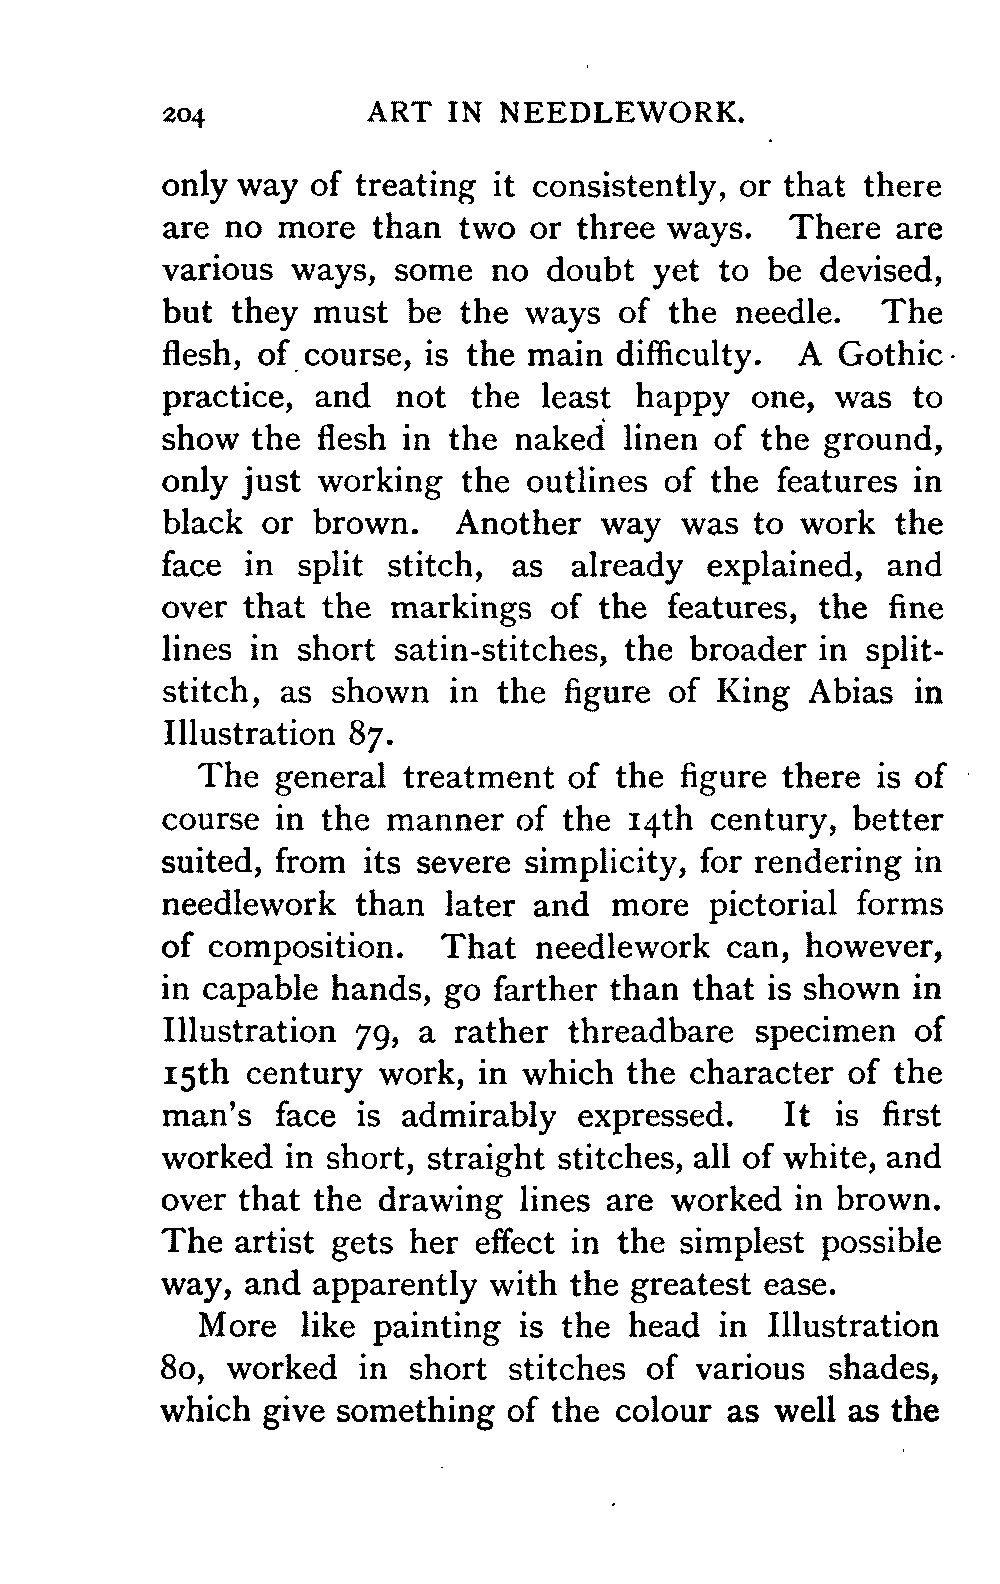 204 ART IN NEEDLEWORK.
only way of treating it consistently, or that there
are no more than two or three ways. There are
various ways, some no doubt yet to be devised,
but they must be the ways of the needle. The
flesh, of course, is the main difficulty. A Gothic
practice, and not the least happy one, was to
show the flesh in the naked linen of the ground,
only just working the outlines of the features in
black or brown. Another way was to work the
face in split stitch, as already explained, and
over that the markings of the features, the fine
lines in short satin-stitches, the broader in split-
stitch, as shown in the figure of King Abias in
Illustration 87.
The general treatment of the figure there is of
course in the manner of the 14th century, better
suited, from its severe simplicity, for rendering in
needlework than later and more pictorial forms
of composition. That needlework can, however,
in capable hands, go farther than that is shown in
Illustration 79, a rather threadbare specimen of
15th century work, in which the character of the
man's face is admirably expressed. It is first
worked in short, straight stitches, all of white, and
over that the drawing lines are worked in brown.
The artist gets her effect in the simplest possible
way, and apparently with the greatest ease.
More like painting is the head in Illustration
80, worked in short stitches of various shades,
which give something of the colour as well as the